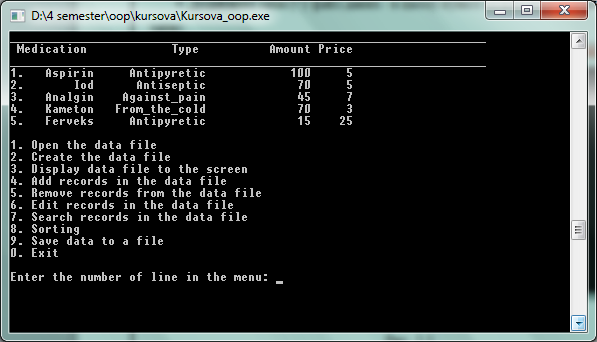 D:\4 semester\oop\kursova\Kursova_oop.exe
Medication Type Amount Price
1. Aspirin Antipyretic 100 5
2. Iod Antiseptic 70 5
3. Analgin Against_pain 45 7
4. Kameton From_the_cold 70 3
5. Ferveks Antipyretic 15 25
1. Open the data file
2. Create the data file
3. Display data file to the screen
4. Add records in the data file
5. Remove records from the data file
6. Edit records in the data file
7. Search records in the data file
8. Sorting
9. Save data to a file
0. Exit
Enter the number of line in the menu: _